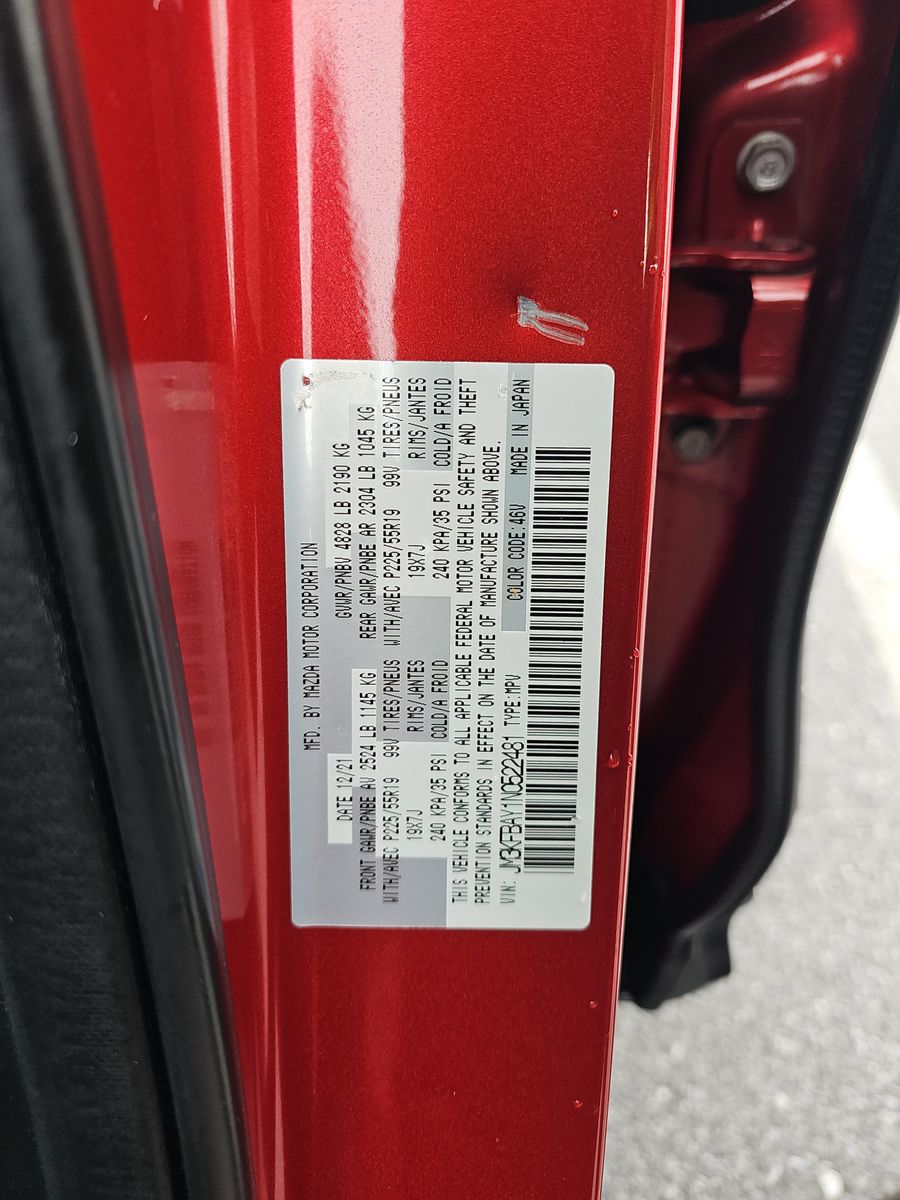 MFD. BY MAZDA MOTOR CORPORATION
DATE 12/21 GVWR/PNBV 4828 LB 2190 KG
FRONT GAWR/PNBE AV 2524 LB 1145 KG REAR GAWR/PNBE AR 2304 LB 1045 KG
WITH/AVEC P225/55R19 99V TIRES/PNEUS WITH/AVEC P225/55R19 99V TIRES/PNEUS
19X7J RIMS/JANTES 19X7J RIMS/JANTES
240 KPA/35 PSI COLD/A FROID 240 KPA/35 PSI COLD/A FROID
THIS VEHICLE CONFORMS TO ALL APPLICABLE FEDERAL MOTOR VEHICLE SAFETY AND THEFT
PREVENTION STANDARDS IN EFFECT ON THE DATE OF MANUFACTURE SHOWN ABOVE.
VIN: JM3KFBAY1N0522481 TYPE:MPV COLOR CODE:46V MADE IN JAPAN